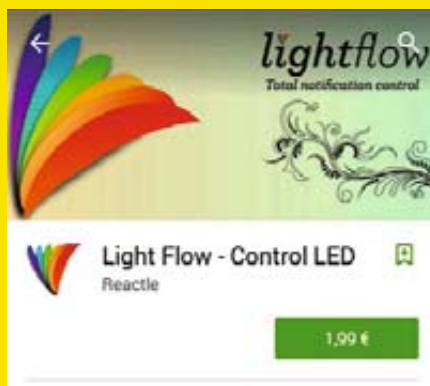 lightflow
Total notification control
Light Flow - Control LED
Reactle
1,99 €